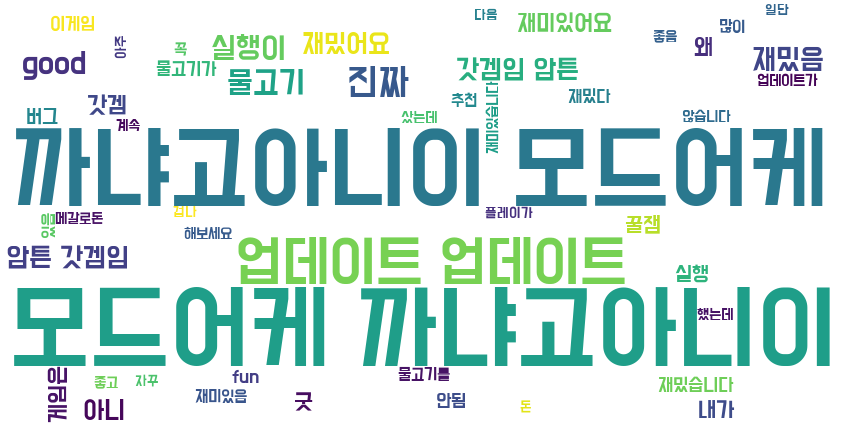 다음
일단
이게임
재미있어요
많이
good
쏭
꼭
실행이
재밌어요
좋음
왜
재밌음
물고기가
물고기
진짜
갓겜임 암튼
업데이트가
갓겜
추천
재미있습니다
재밌다
버그
계속
샀는데
않습니다
까냐고아니이 모드어케
메갈로돈
겁나
플레이가
해보세요
꿀잼
암튼 갓겜임
업데이트 업데이트
실행
모드어케 까냐고아니이
했는데
게임은
좋고
자꾸
fun
물고기를
재밌습니다
아니
재미있음
굿
안됨
돈
내가